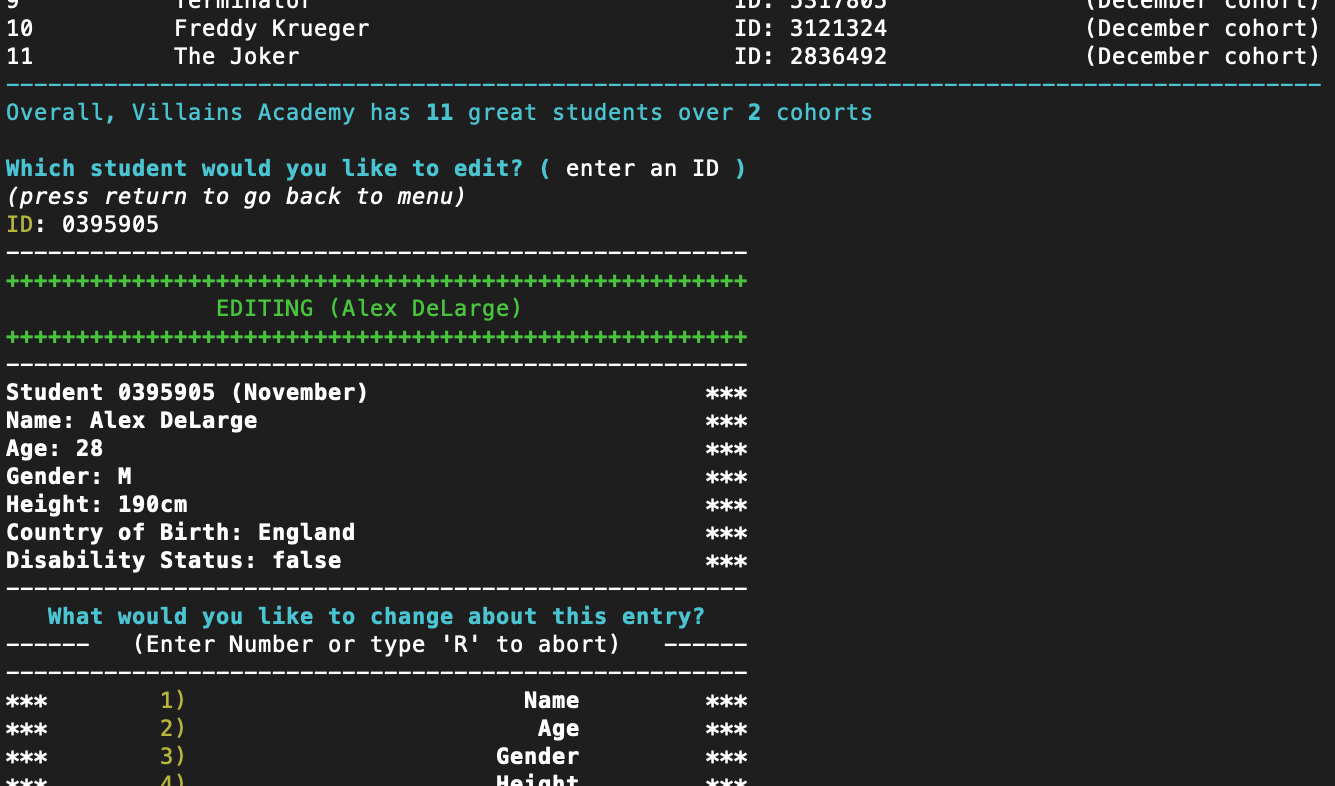 9 Terminator ID: 5317805 (December cohort)
10 Freddy Krueger ID: 3121324 (December cohort)
11 The Joker ID: 2836492 (December cohort)
-----------------------------------------------------------------------------------------------
Overall, Villains Academy has 11 great students over 2 cohorts
Which student would you like to edit? ( enter an ID )
(press return to go back to menu)
ID: 0395905
-----------------------------------------------------
+++++++++++++++++++++++++++++++++++++++++++++++++++++
EDITING (Alex DeLarge)
+++++++++++++++++++++++++++++++++++++++++++++++++++++
-----------------------------------------------------
Student 0395905 (November) ***
Name: Alex DeLarge ***
Age: 28 ***
Gender: M ***
Height: 190cm ***
Country of Birth: England ***
Disability Status: false ***
-----------------------------------------------------
What would you like to change about this entry?
------ (Enter Number or type 'R' to abort) ------
-----------------------------------------------------
*** 1) Name ***
*** 2) Age ***
*** 3) Gender ***
*** 4) Height ***